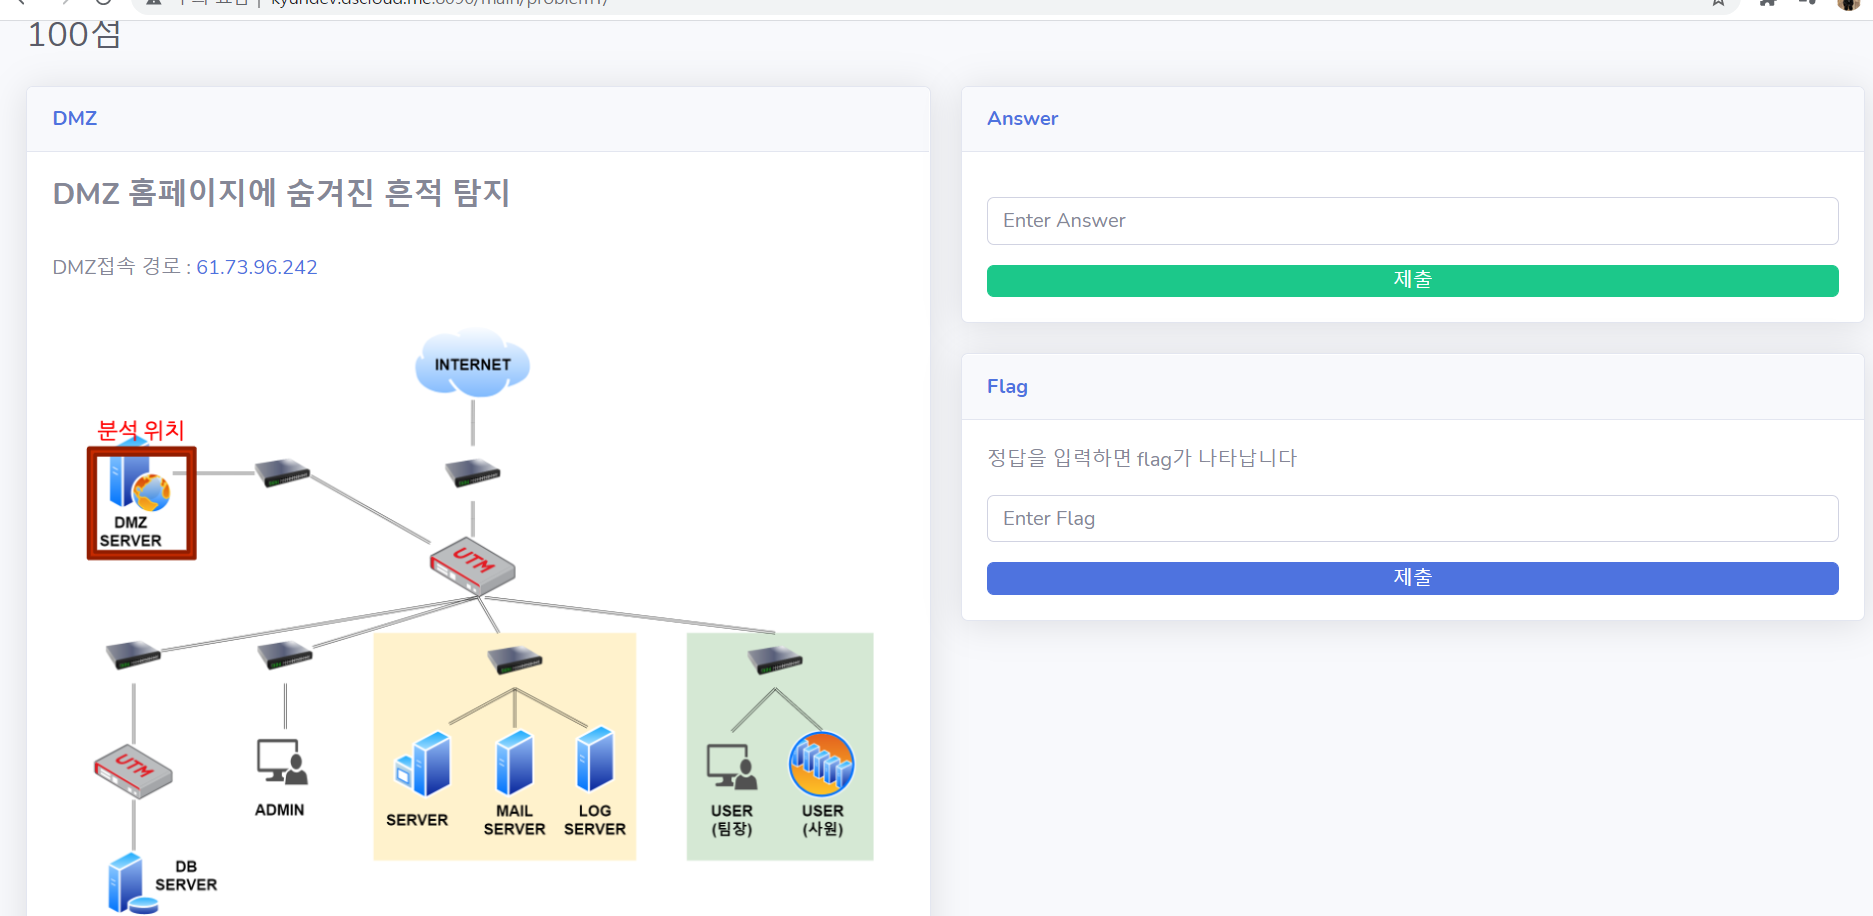 100점
DMZ
DMZ 홈페이지에 숨겨진 흔적 탐지
DMZ접속 경로 : 61.73.96.242
INTERNET
분석 위치
DMZ
SERVER
UTM
UTM
ADMIN
SERVER
MAIL
SERVER
LOG
SERVER
USER
(팀장)
USER
(사원)
DB
SERVER
Answer
Enter Answer
제출
Flag
정답을 입력하면 flag가 나타납니다
Enter Flag
제출